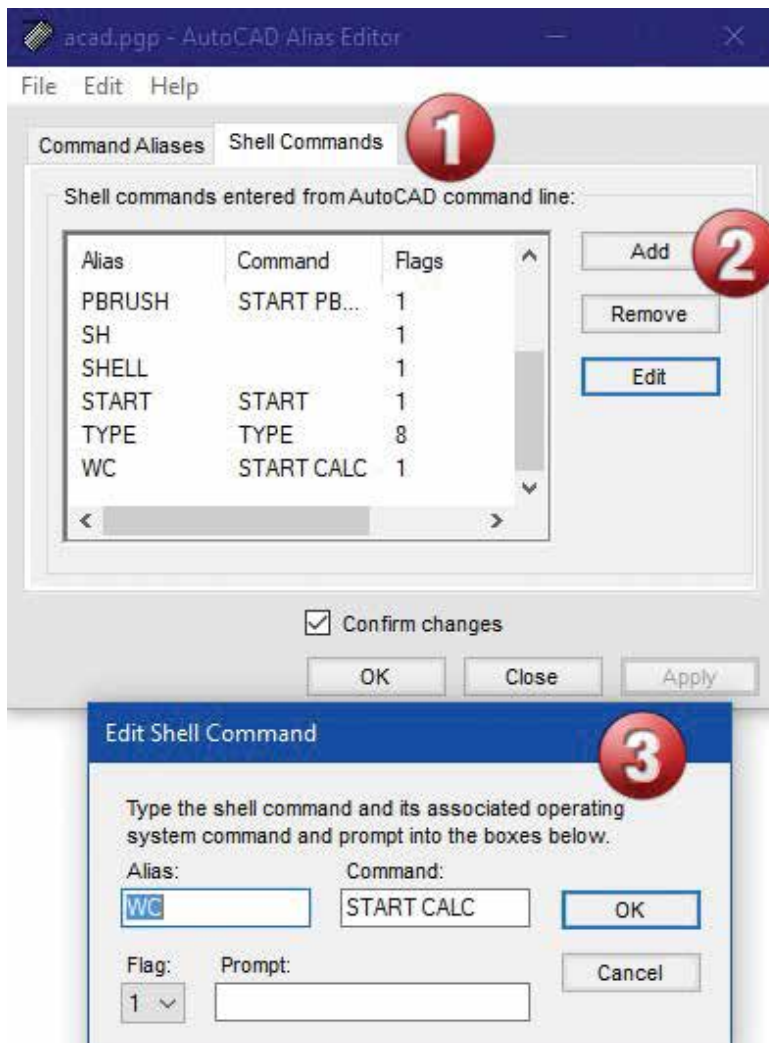 acad.pgp - AutoCAD Alias Editor
File Edit Help
Command Aliases Shell Commands 1
Shell commands entered from AutoCAD command line:
Alias Command Flags
PBRUSH START PB... 1
SH 1
SHELL 1
START START 1
TYPE TYPE 8
WC START CALC 1
Add 2
Remove
Edit
Confirm changes
OK Close Apply
Edit Shell Command 3
Type the shell command and its associated operating
system command and prompt into the boxes below.
Alias: Command:
WC START CALC OK
Flag: Prompt: Cancel
1